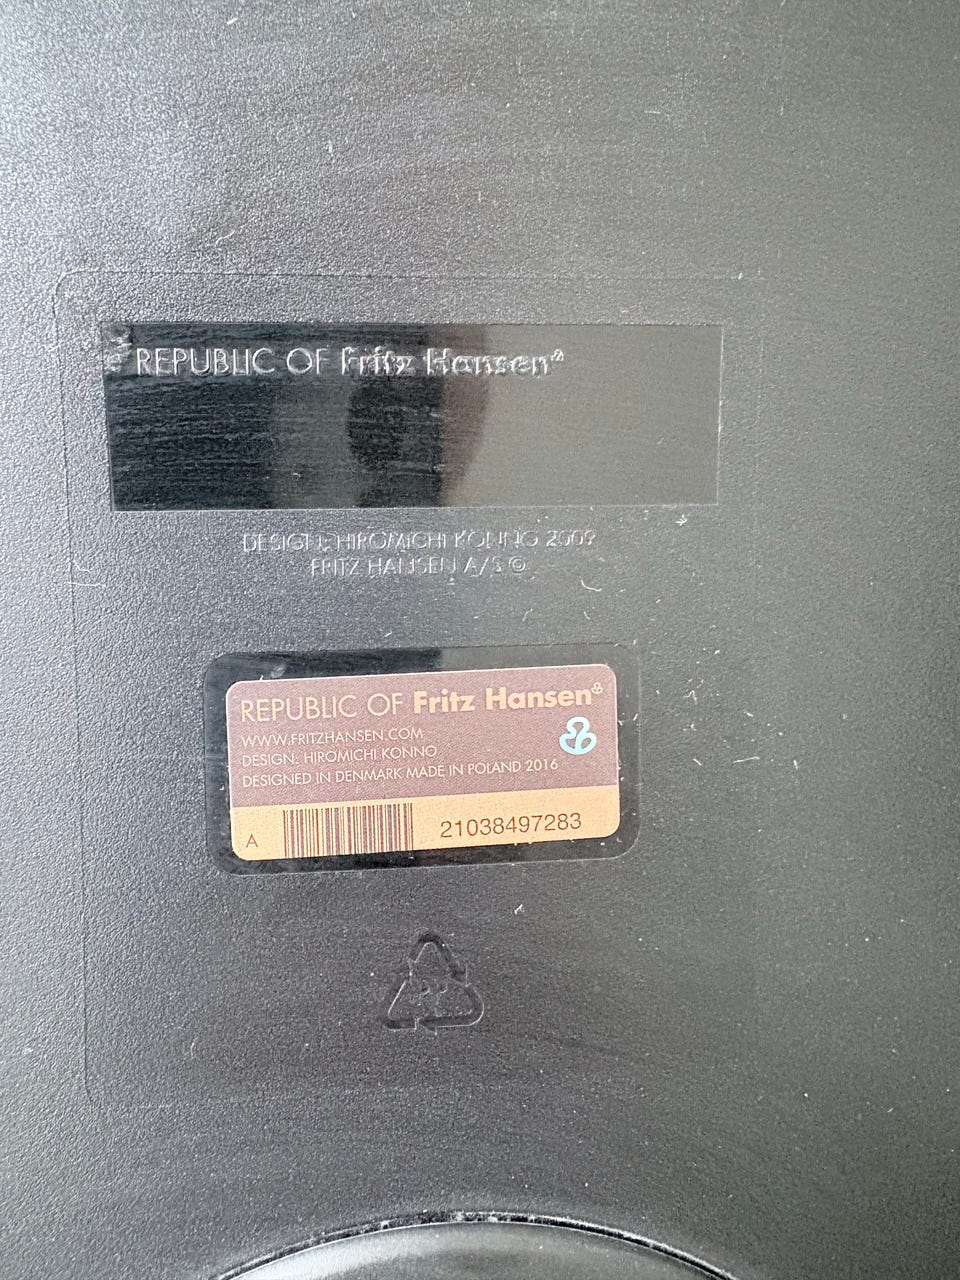 REPUBLIC OF Fritz Hansen
DESIGN: HIROMICHI KONNO 2009
FRITZ HANSEN A/S ©
REPUBLIC OF Fritz Hansen
WWW.FRITZHANSEN.COM
DESIGN: HIROMICHI KONNO
DESIGNED IN DENMARK MADE IN POLAND 2016
A
21038497283